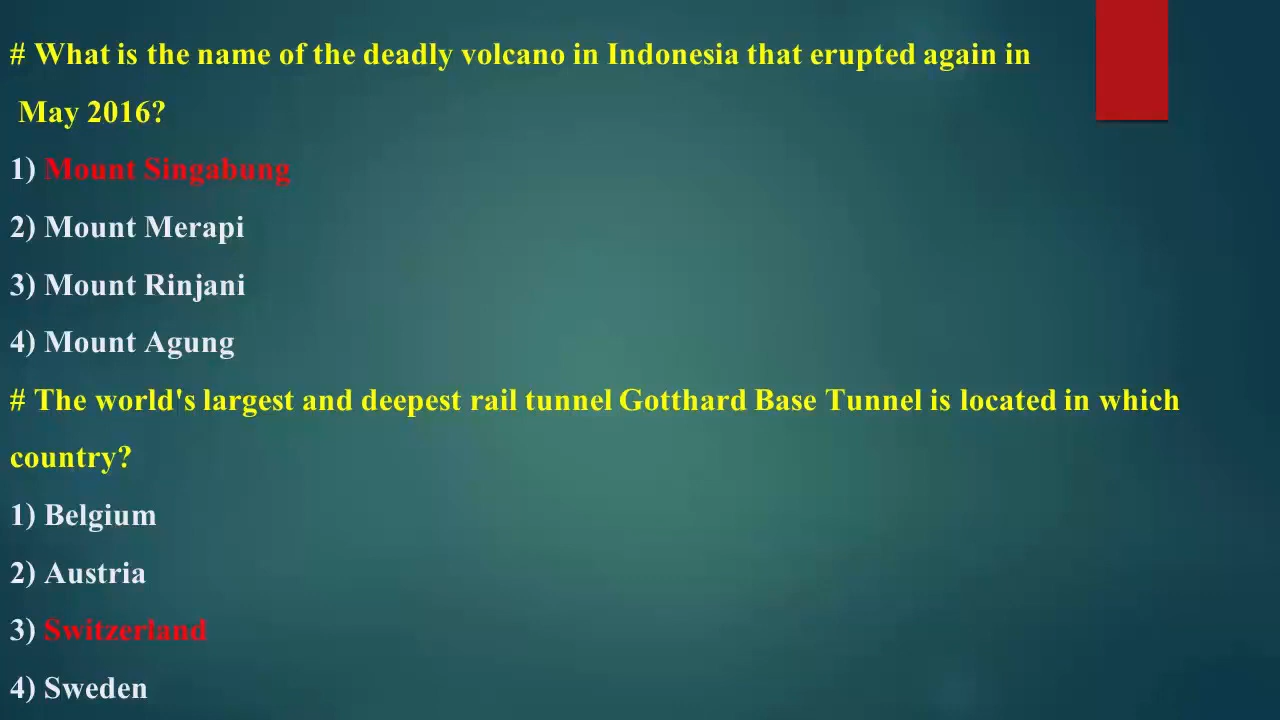 # What is the name of the deadly volcano in Indonesia that erupted again in
May 2016?
1) Mount Singabung
2) Mount Merapi
3) Mount Rinjani
4) Mount Agung
# The world's largest and deepest rail tunnel Gotthard Base Tunnel is located in which
country?
1) Belgium
2) Austria
3) Switzerland
4) Sweden